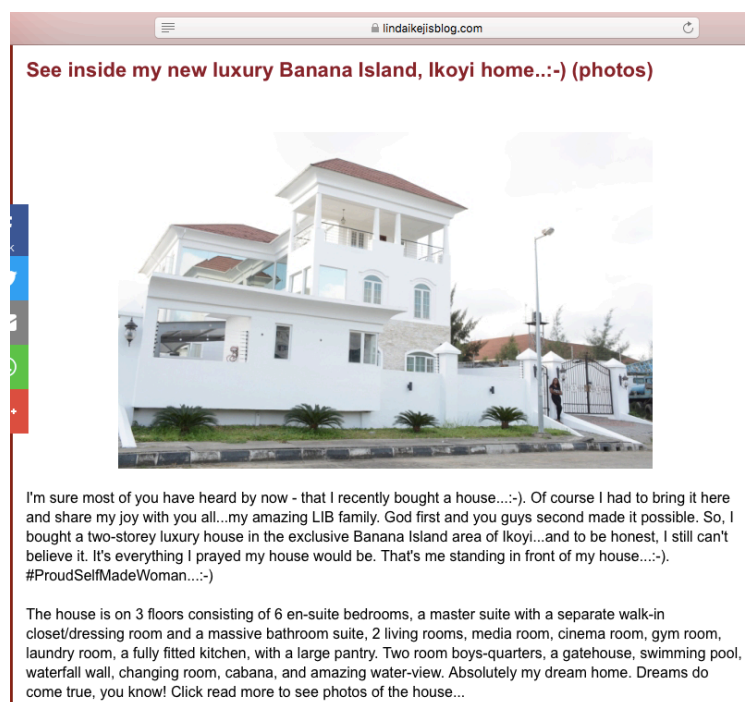 lindaikejisblog.com
See inside my new luxury Banana Island, Ikoyi home..:-) (photos)
I'm sure most of you have heard by now - that I recently bought a house...:-). Of course I had to bring it here
and share my joy with you all...my amazing LIB family. God first and you guys second made it possible. So, I
bought a two-storey luxury house in the exclusive Banana Island area of Ikoyi...and to be honest, I still can't
believe it. It's everything I prayed my house would be. That's me standing in front of my house...:-).
#ProudSelfMadeWoman...:-)
The house is on 3 floors consisting of 6 en-suite bedrooms, a master suite with a separate walk-in
closet/dressing room and a massive bathroom suite, 2 living rooms, media room, cinema room, gym room,
laundry room, a fully fitted kitchen, with a large pantry. Two room boys-quarters, a gatehouse, swimming pool,
waterfall wall, changing room, cabana, and amazing water-view. Absolutely my dream home. Dreams do
come true, you know! Click read more to see photos of the house...